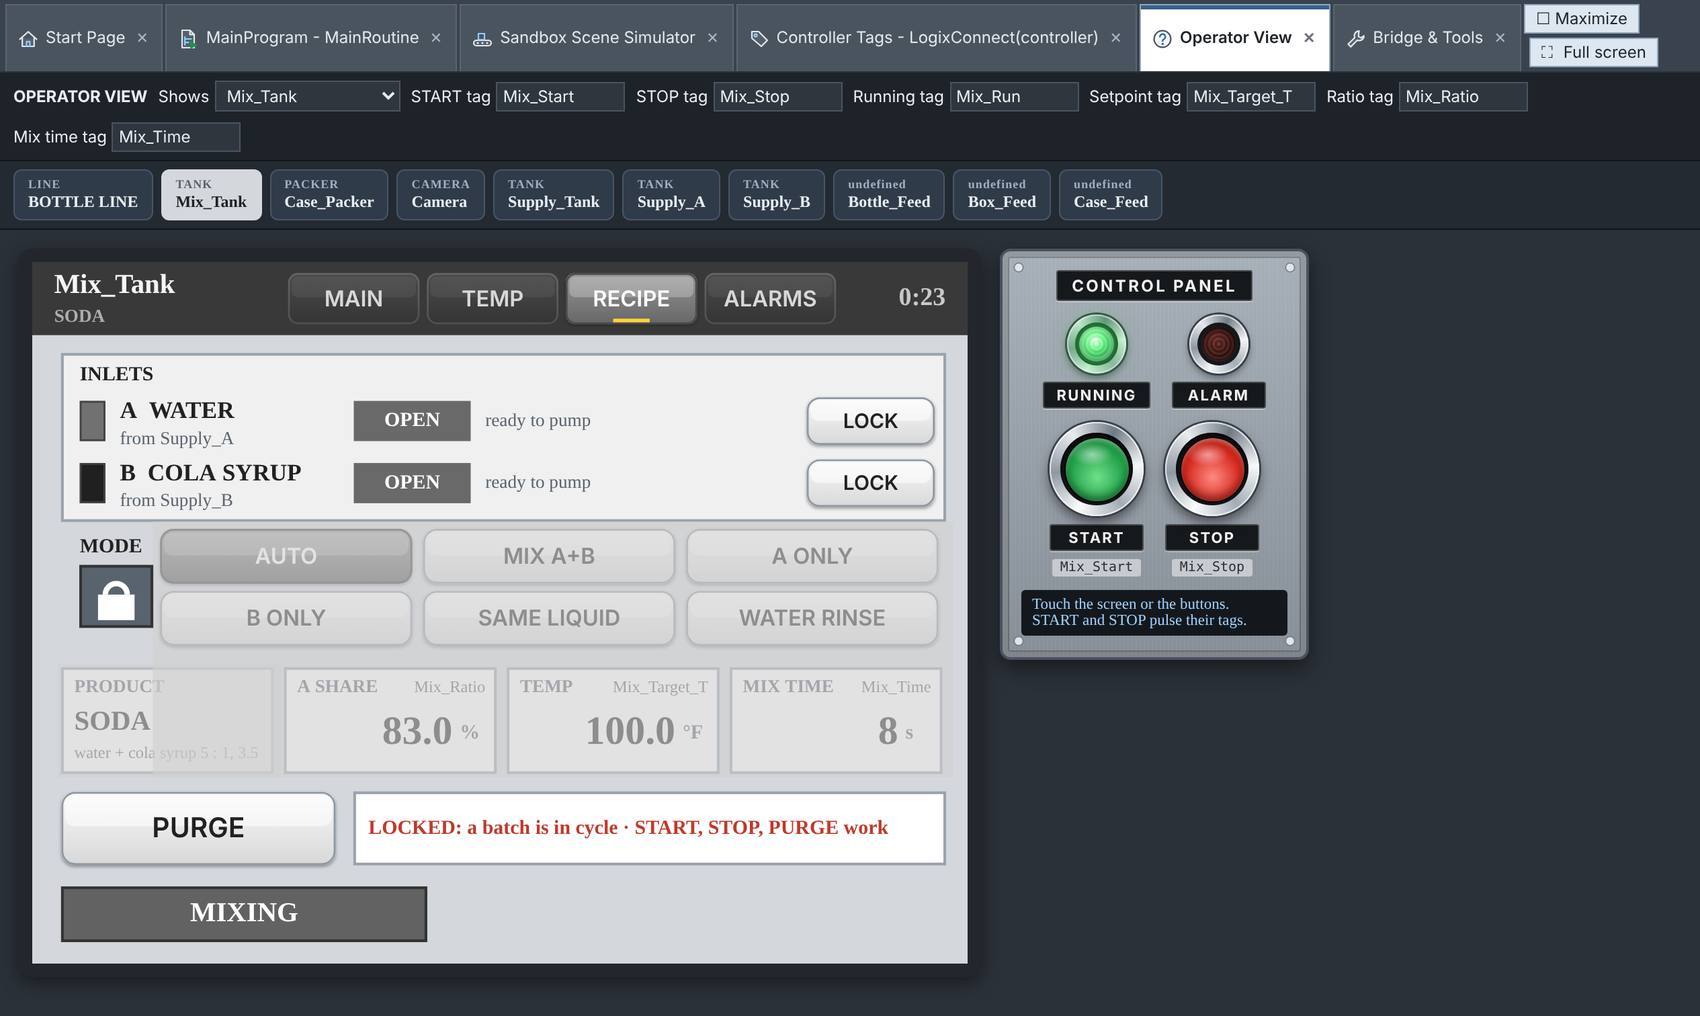 Start Page ×
MainProgram - MainRoutine ×
Sandbox Scene Simulator ×
Controller Tags - LogixConnect(controller) ×
Operator View ×
Bridge & Tools ×
Maximize
Full screen
OPERATOR VIEW Shows Mix_Tank START tag Mix_Start STOP tag Mix_Stop Running tag Mix_Run Setpoint tag Mix_Target_T Ratio tag Mix_Ratio
Mix time tag Mix_Time
LINE
BOTTLE LINE
TANK
Mix_Tank
PACKER
Case_Packer
CAMERA
Camera
TANK
Supply_Tank
TANK
Supply_A
TANK
Supply_B
undefined
Bottle_Feed
undefined
Box_Feed
undefined
Case_Feed
Mix_Tank
SODA
MAIN
TEMP
RECIPE
ALARMS
0:23
INLETS
A WATER
from Supply_A
OPEN
ready to pump
LOCK
B COLA SYRUP
from Supply_B
OPEN
ready to pump
LOCK
MODE
AUTO
MIX A+B
A ONLY
B ONLY
SAME LIQUID
WATER RINSE
PRODUCT
SODA
water + cola syrup 5 : 1, 3.5
A SHARE Mix_Ratio
83.0 %
TEMP Mix_Target_T
100.0 °F
MIX TIME Mix_Time
8 s
PURGE
LOCKED: a batch is in cycle · START, STOP, PURGE work
MIXING
CONTROL PANEL
RUNNING
ALARM
START
STOP
Mix_Start
Mix_Stop
Touch the screen or the buttons.
START and STOP pulse their tags.